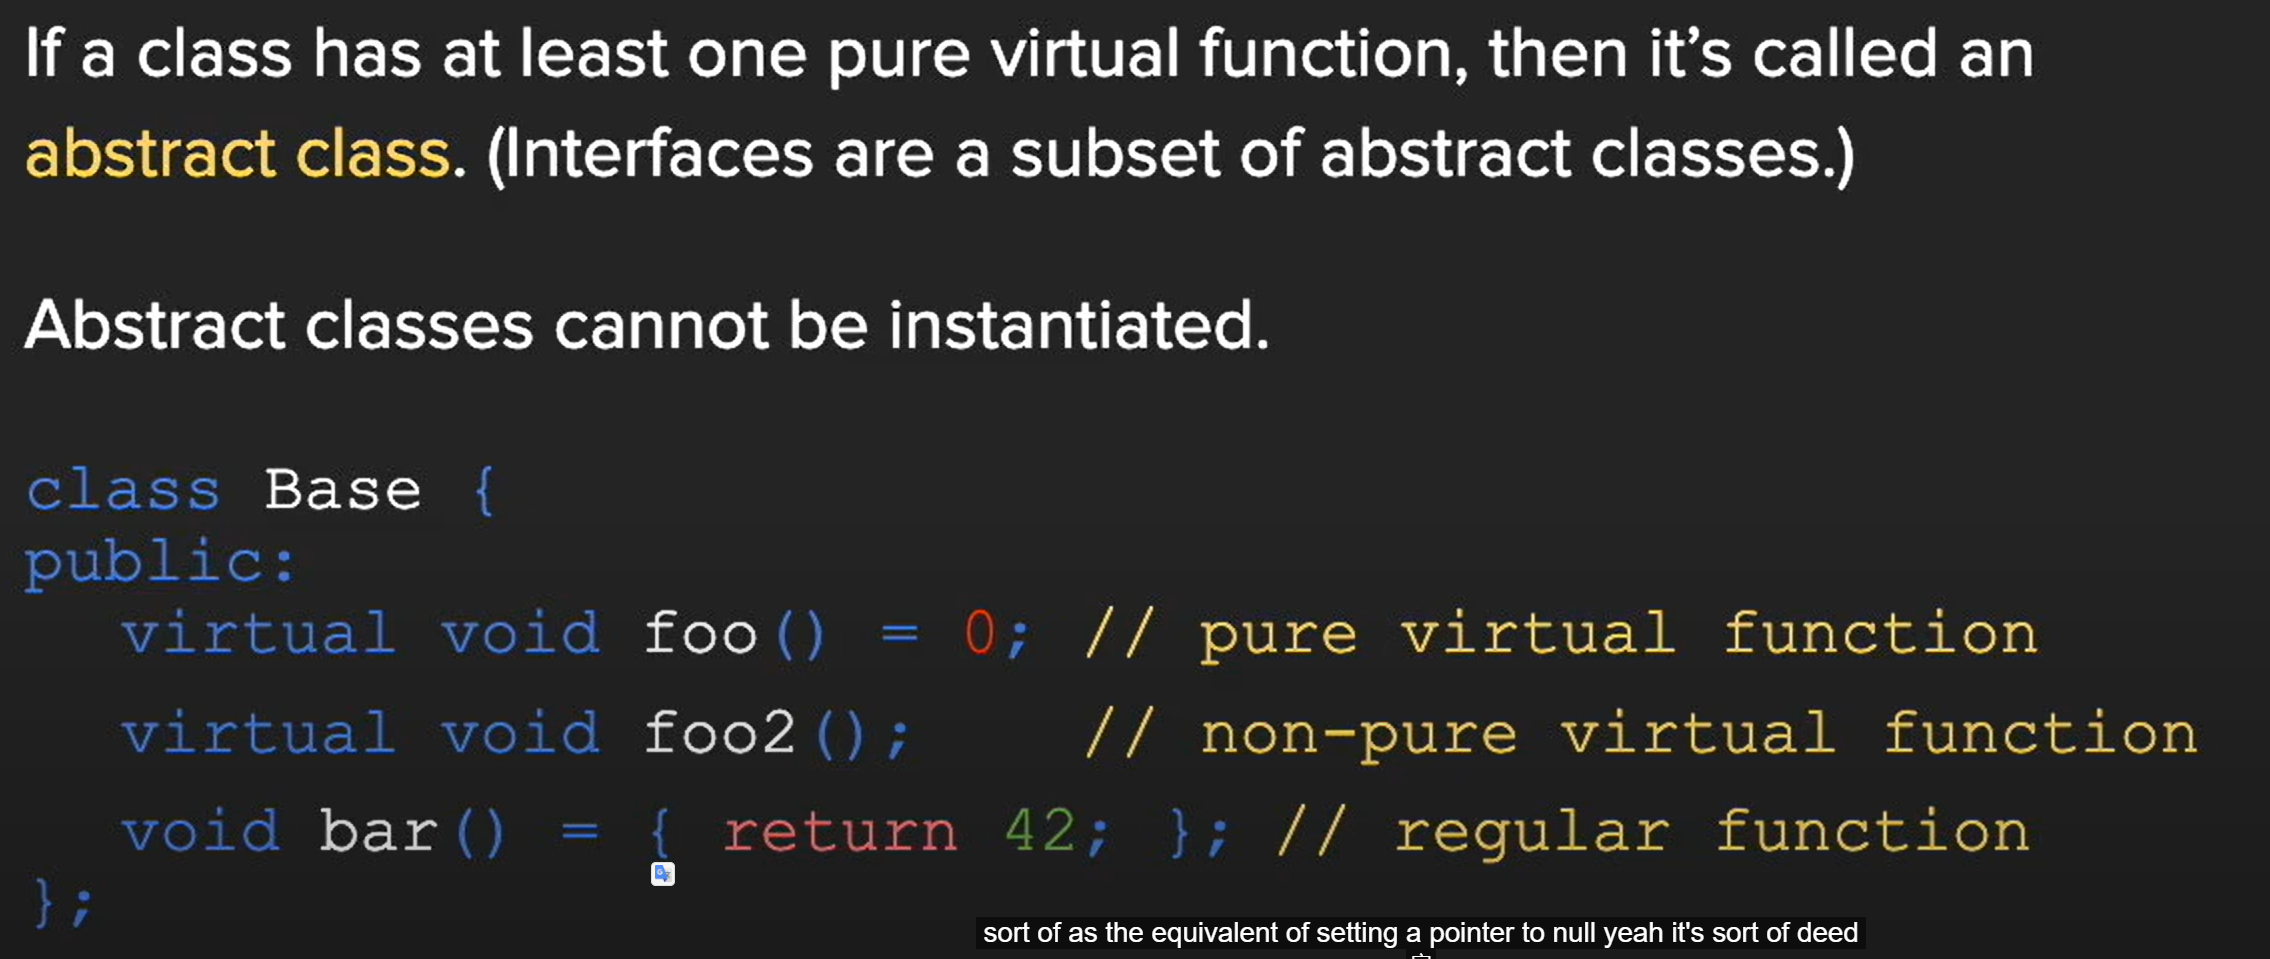 If a class has at least one pure virtual function, then it’s called an
abstract class. (Interfaces are a subset of abstract classes.)
Abstract classes cannot be instantiated.
class Base {
public:
virtual void foo() = 0; // pure virtual function
virtual void foo2(); // non-pure virtual function
void bar() = { return 42; }; // regular function
};
sort of as the equivalent of setting a pointer to null yeah it's sort of deed